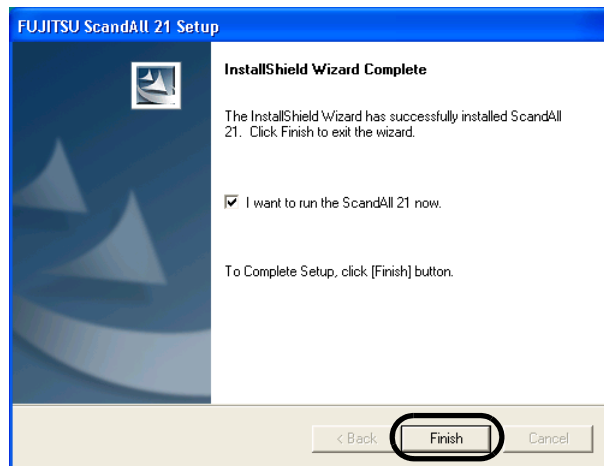 FUJITSU ScandAll 21 Setup
InstallShield Wizard Complete
The InstallShield Wizard has successfully installed ScandAll
21. Click Finish to exit the wizard.
I want to run the ScandAll 21 now.
To Complete Setup, click [Finish] button.
< Back Finish Cancel